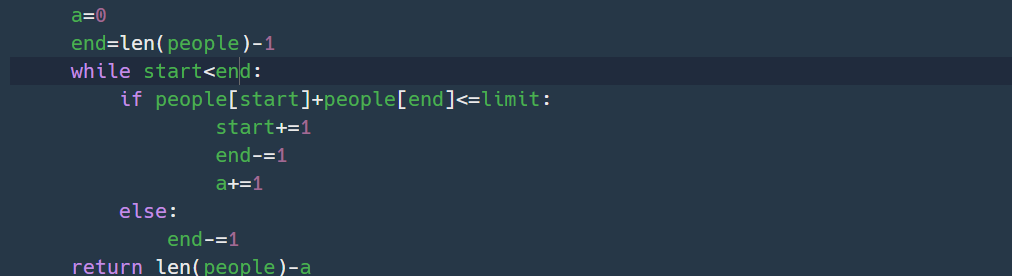 a=0
end=len(people)-1
while start<end:
if people[start]+people[end]<=limit:
start+=1
end-=1
a+=1
else:
end-=1
return len(people)-a